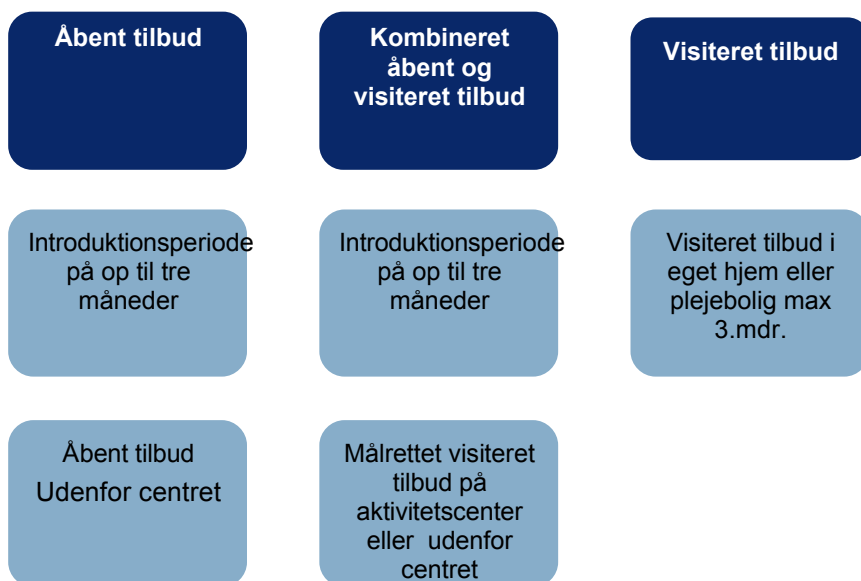 Åbent tilbud
Kombineret
åbent og
visiteret tilbud
Visiteret tilbud
Introduktionsperiode
på op til tre
måneder
Introduktionsperiode
på op til tre
måneder
Visiteret tilbud i
eget hjem eller
plejebolig max
3.mdr.
Åbent tilbud
Udenfor centret
Målrettet visiteret
tilbud på
aktivitetscenter
eller  udenfor
centret